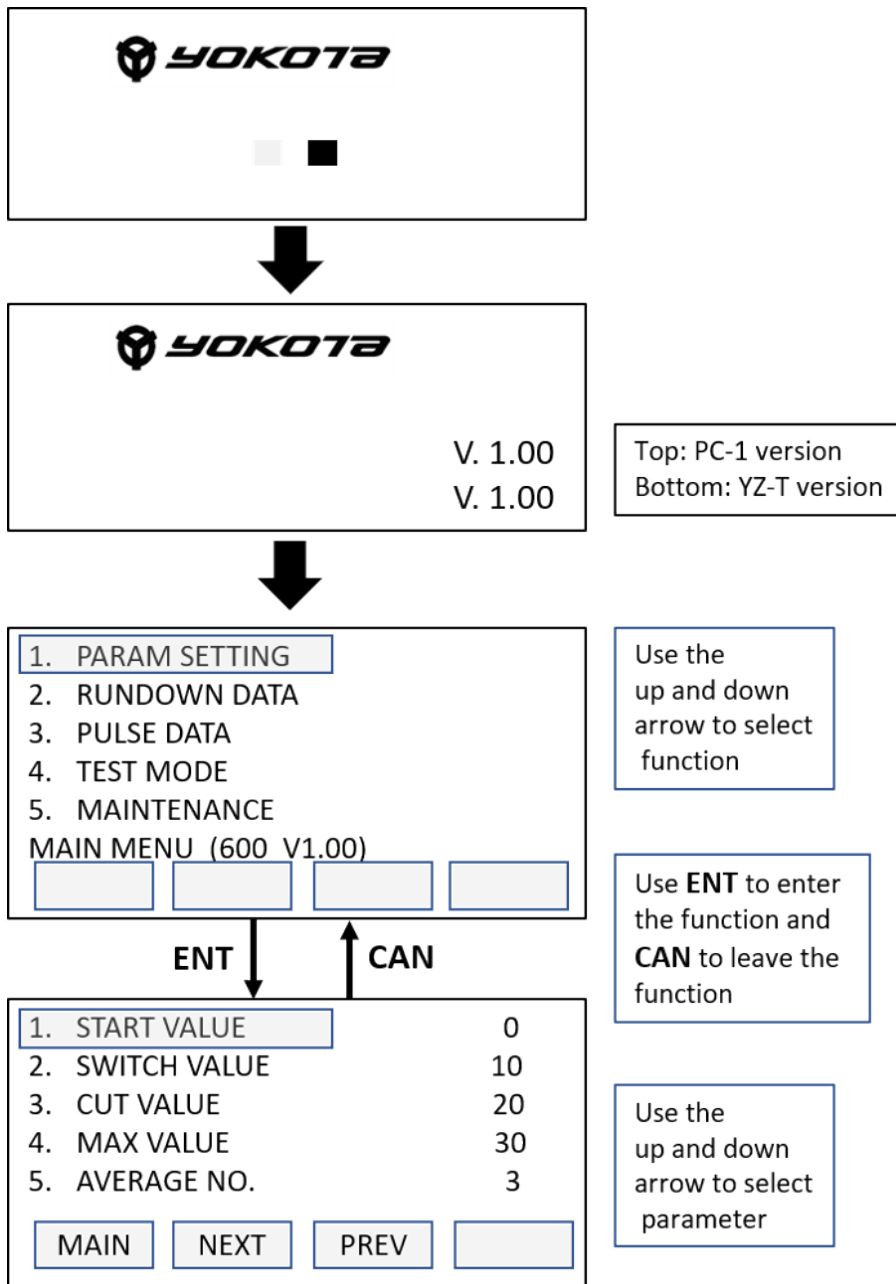 YOKOTA
YOKOTA
V. 1.00
V. 1.00
Top: PC-1 version
Bottom: YZ-T version
1. PARAM SETTING
2. RUNDOWN DATA
3. PULSE DATA
4. TEST MODE
5. MAINTENANCE
MAIN MENU (600 V1.00)
Use the
up and down
arrow to select
function
ENT
CAN
Use ENT to enter
the function and
CAN to leave the
function
1. START VALUE 0
2. SWITCH VALUE 10
3. CUT VALUE 20
4. MAX VALUE 30
5. AVERAGE NO. 3
MAIN NEXT PREV
Use the
up and down
arrow to select
parameter